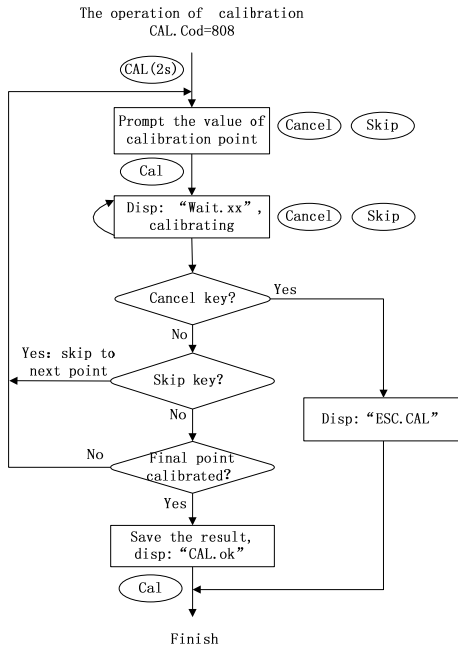 The operation of calibration
CAL.Cod=808
CAL(2s)
Prompt the value of
calibration point
Cancel
Skip
Cal
Disp: “Wait.xx”,
calibrating
Cancel
Skip
Cancel key?
Yes
No
Yes: skip to
next point
Skip key?
No
Disp:“ESC.CAL”
No
Final point
calibrated?
Yes
Save the result,
disp:“CAL.ok”
Cal
Finish